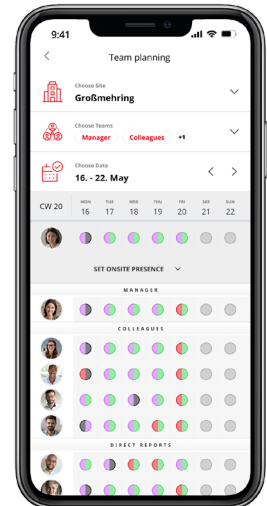 9:41
Team planning
Choose Site
Großmehring
Choose Teams
Manager Colleagues +1
Choose Date
16. - 22. May
CW 20
MON TUE WED THU FRI SAT SUN
16 17 18 19 20 21 22
SET ONSITE PRESENCE
MANAGER
COLLEAGUES
DIRECT REPORTS